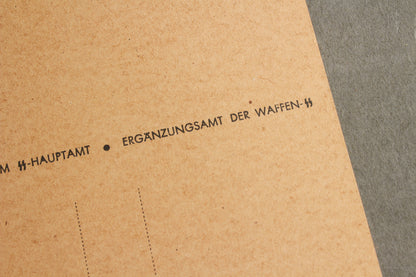 M ᛋᛋ-HAUPTAMT • ERGÄNZUNGSAMT DER WAFFEN-ᛋᛋ